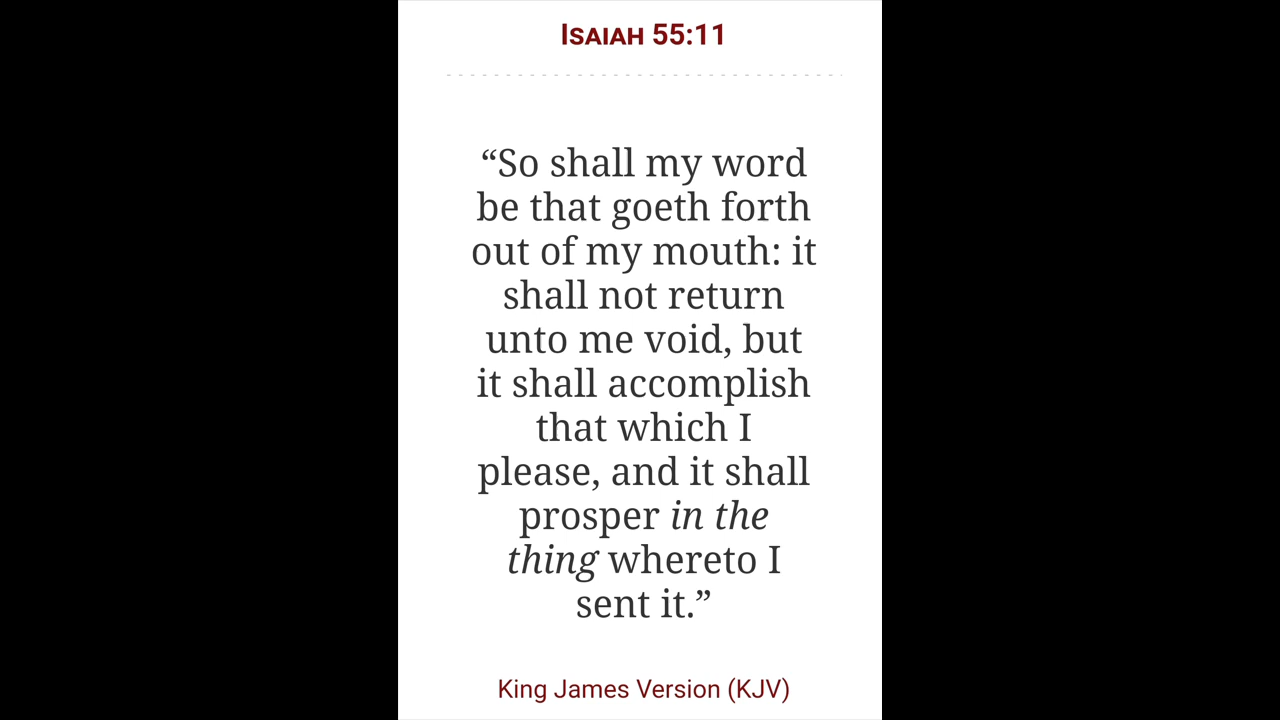 Isaiah 55:11
“So shall my word
be that goeth forth
out of my mouth: it
shall not return
unto me void, but
it shall accomplish
that which I
please, and it shall
prosper in the
thing whereto I
sent it.”
King James Version (KJV)